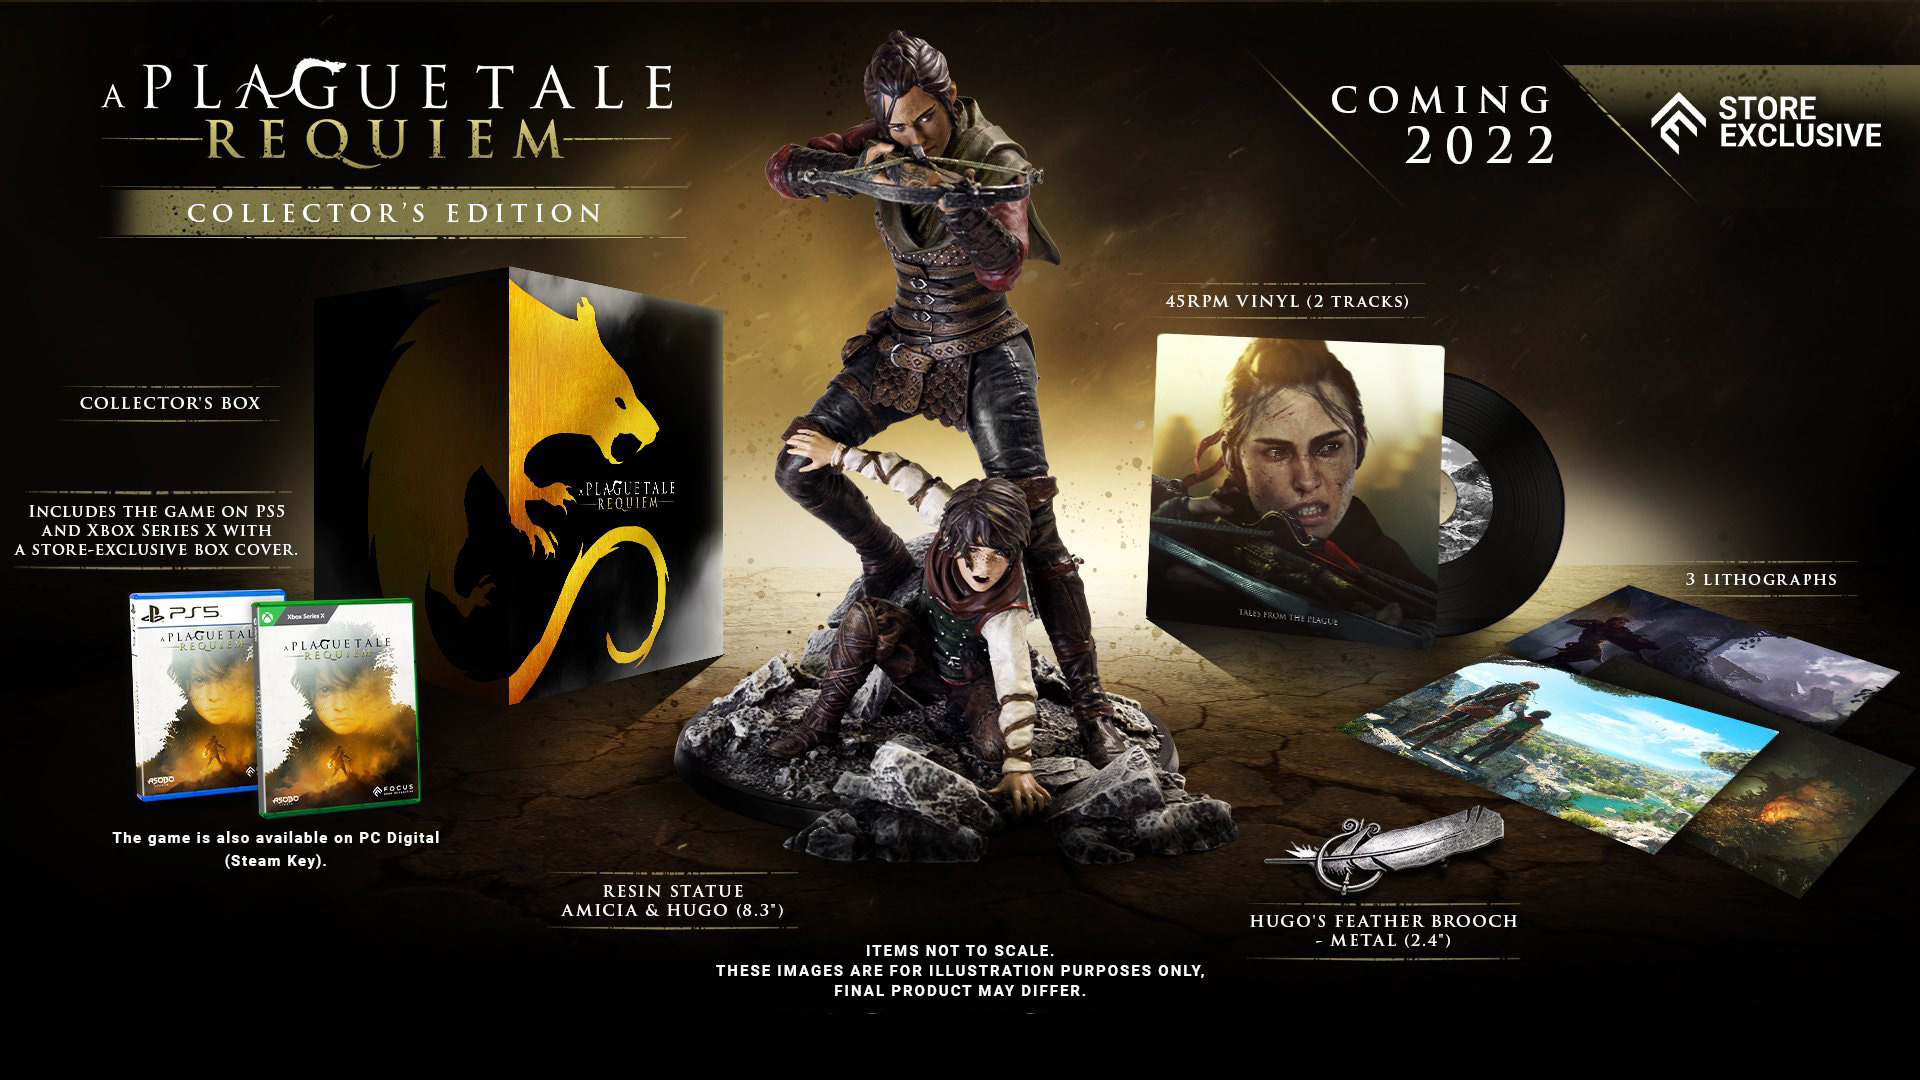 A PLAGUE TALE
REQUIEM
COLLECTOR'S EDITION
COMING
2022
STORE
EXCLUSIVE
45RPM VINYL (2 TRACKS)
COLLECTOR'S BOX
INCLUDES THE GAME ON PS5
AND XBOX SERIES X WITH
A STORE-EXCLUSIVE BOX COVER.
A PLAGUE TALE
REQUIEM
TALES FROM THE PLAGUE
3 LITHOGRAPHS
PS5
A PLAGUE TAL
REQUIEM
ASOBO
Xbox Series X
A PLAGUE TALE
REQUIEM
ASOBO
FOCUS
The game is also available on PC Digital
(Steam Key).
RESIN STATUE
AMICIA & HUGO (8.3")
HUGO'S FEATHER BROOCH
- METAL (2.4")
ITEMS NOT TO SCALE.
THESE IMAGES ARE FOR ILLUSTRATION PURPOSES ONLY,
FINAL PRODUCT MAY DIFFER.